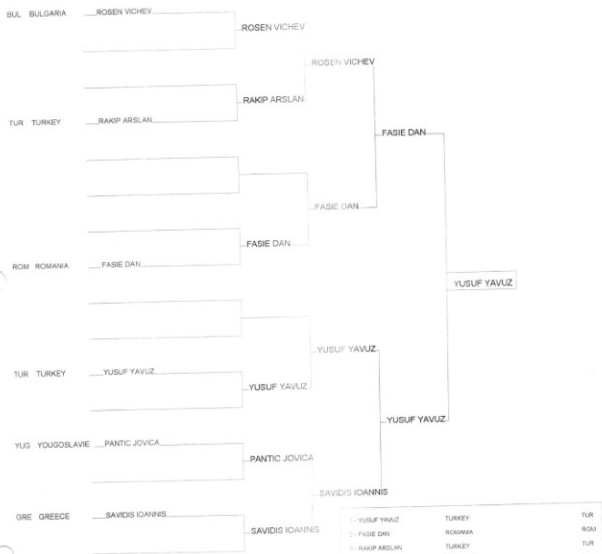 BUL BULGARIA ROSEN VICHEV
ROSEN VICHEV
ROSEN VICHEV
RAKIP ARSLAN
TUR TURKEY RAKIP ARSLAN
FASIE DAN
FASIE DAN
FASIE DAN
ROM ROMANIA FASIE DAN
YUSUF YAVUZ
YUSUF YAVUZ
TUR TURKEY YUSUF YAVUZ
YUSUF YAVUZ
YUSUF YAVUZ
YUG YOUGOSLAVIE PANTIC JOVICA
PANTIC JOVICA
SAVIDIS IOANNIS
GRE GREECE SAVIDIS IOANNIS
SAVIDIS IOANNIS
1- YUSUF YAVUZ TURKEY TUR
2- FASIE DAN ROMANIA ROM
3- RAKIP ARSLAN TURKEY TUR